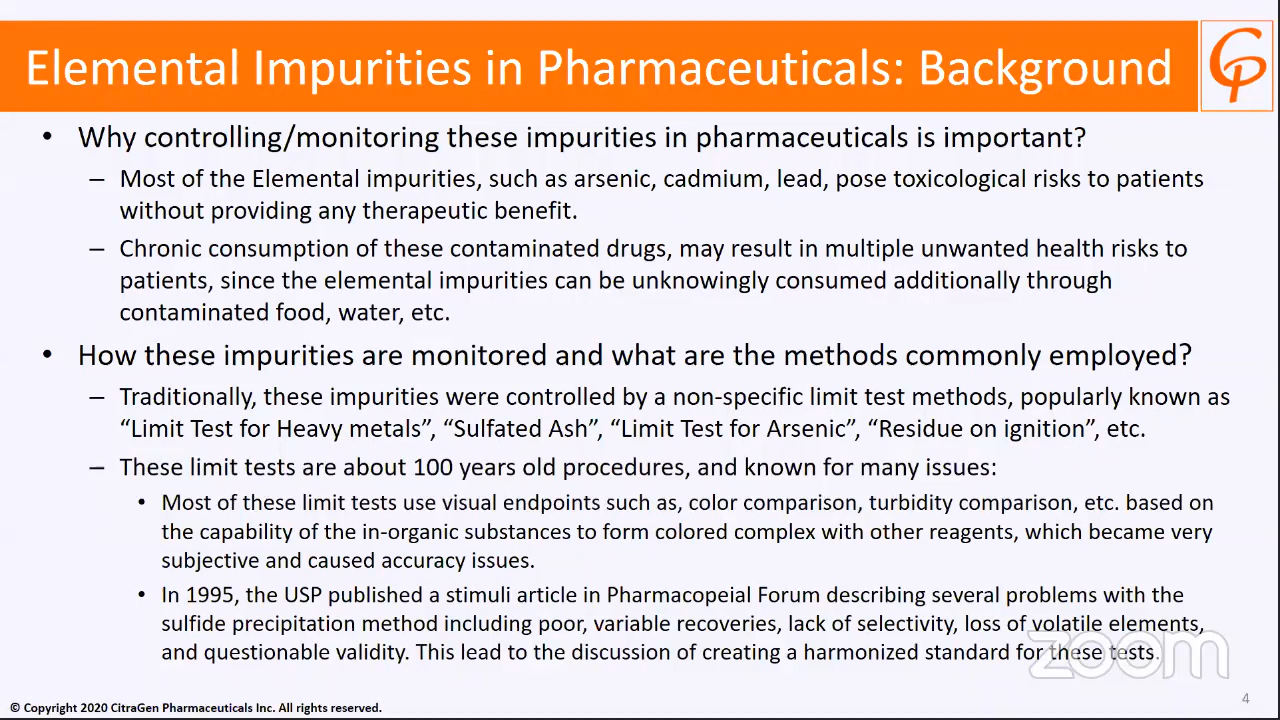 Elemental Impurities in Pharmaceuticals: Background
CP
• Why controlling/monitoring these impurities in pharmaceuticals is important?
– Most of the Elemental impurities, such as arsenic, cadmium, lead, pose toxicological risks to patients
without providing any therapeutic benefit.
– Chronic consumption of these contaminated drugs, may result in multiple unwanted health risks to
patients, since the elemental impurities can be unknowingly consumed additionally through
contaminated food, water, etc.
• How these impurities are monitored and what are the methods commonly employed?
– Traditionally, these impurities were controlled by a non-specific limit test methods, popularly known as
“Limit Test for Heavy metals”, “Sulfated Ash”, “Limit Test for Arsenic”, “Residue on ignition”, etc.
– These limit tests are about 100 years old procedures, and known for many issues:
• Most of these limit tests use visual endpoints such as, color comparison, turbidity comparison, etc. based on
the capability of the in-organic substances to form colored complex with other reagents, which became very
subjective and caused accuracy issues.
• In 1995, the USP published a stimuli article in Pharmacopeial Forum describing several problems with the
sulfide precipitation method including poor, variable recoveries, lack of selectivity, loss of volatile elements,
and questionable validity. This lead to the discussion of creating a harmonized standard for these tests.
zoom
© Copyright 2020 CitraGen Pharmaceuticals Inc. All rights reserved.
4